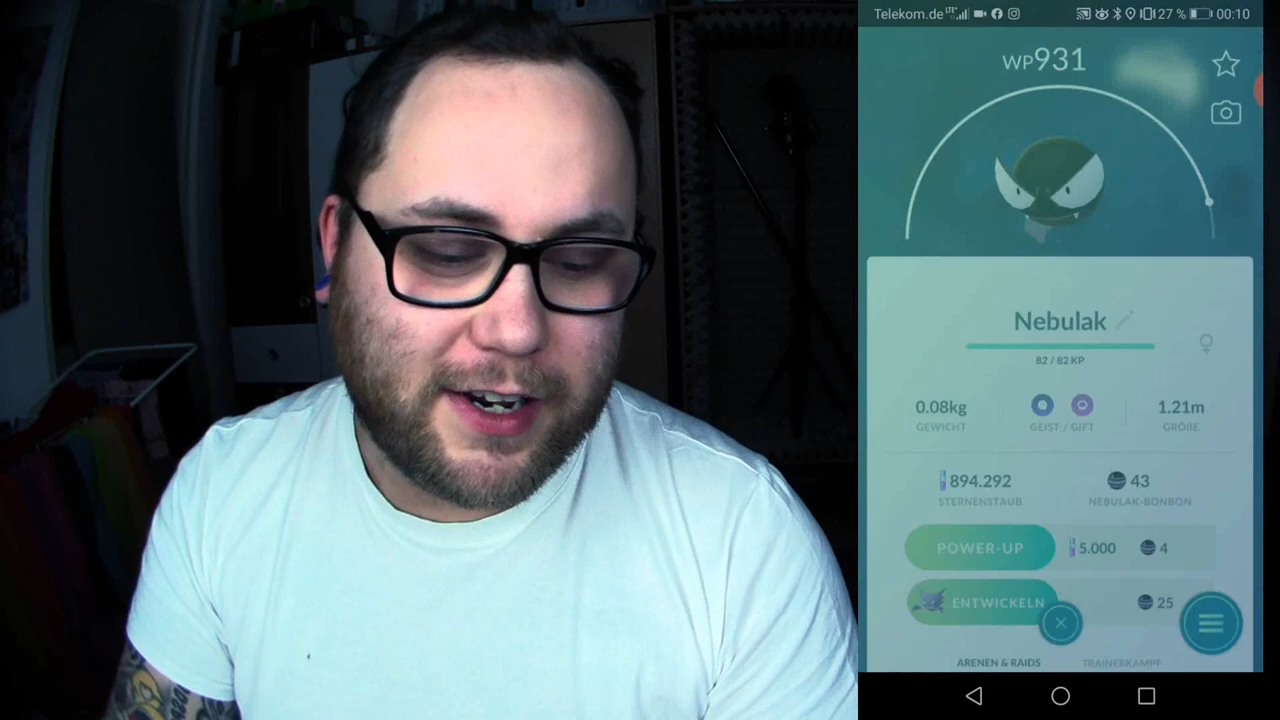 Telekom.de LTE 27 % 00:10
WP931
Nebulak
82 / 82 KP
0.08kg 1.21m
GEWICHT GEIST / GIFT GRÖßE
894.292 43
STERNENSTAUB NEBULAK-BONBON
POWER-UP 5.000 4
ENTWICKELN 25
ARENEN & RAIDS TRAINERKAMPF